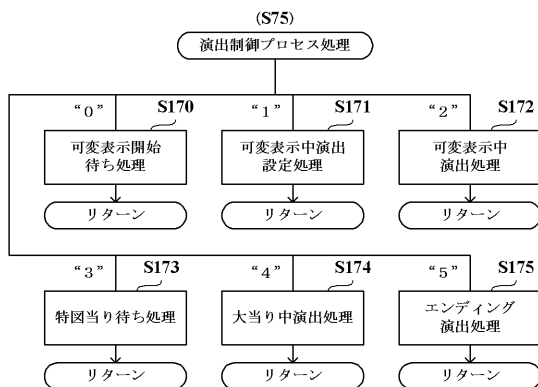 (S75)
演出制御プロセス処理
“0” S170
“1” S171
“2” S172
可変表示開始
待ち処理
可変表示中演出
設定処理
可変表示中
演出処理
リターン
リターン
リターン
“3” S173
“4” S174
“5” S175
特図当り待ち処理
大当り中演出処理
エンディング
演出処理
リターン
リターン
リターン